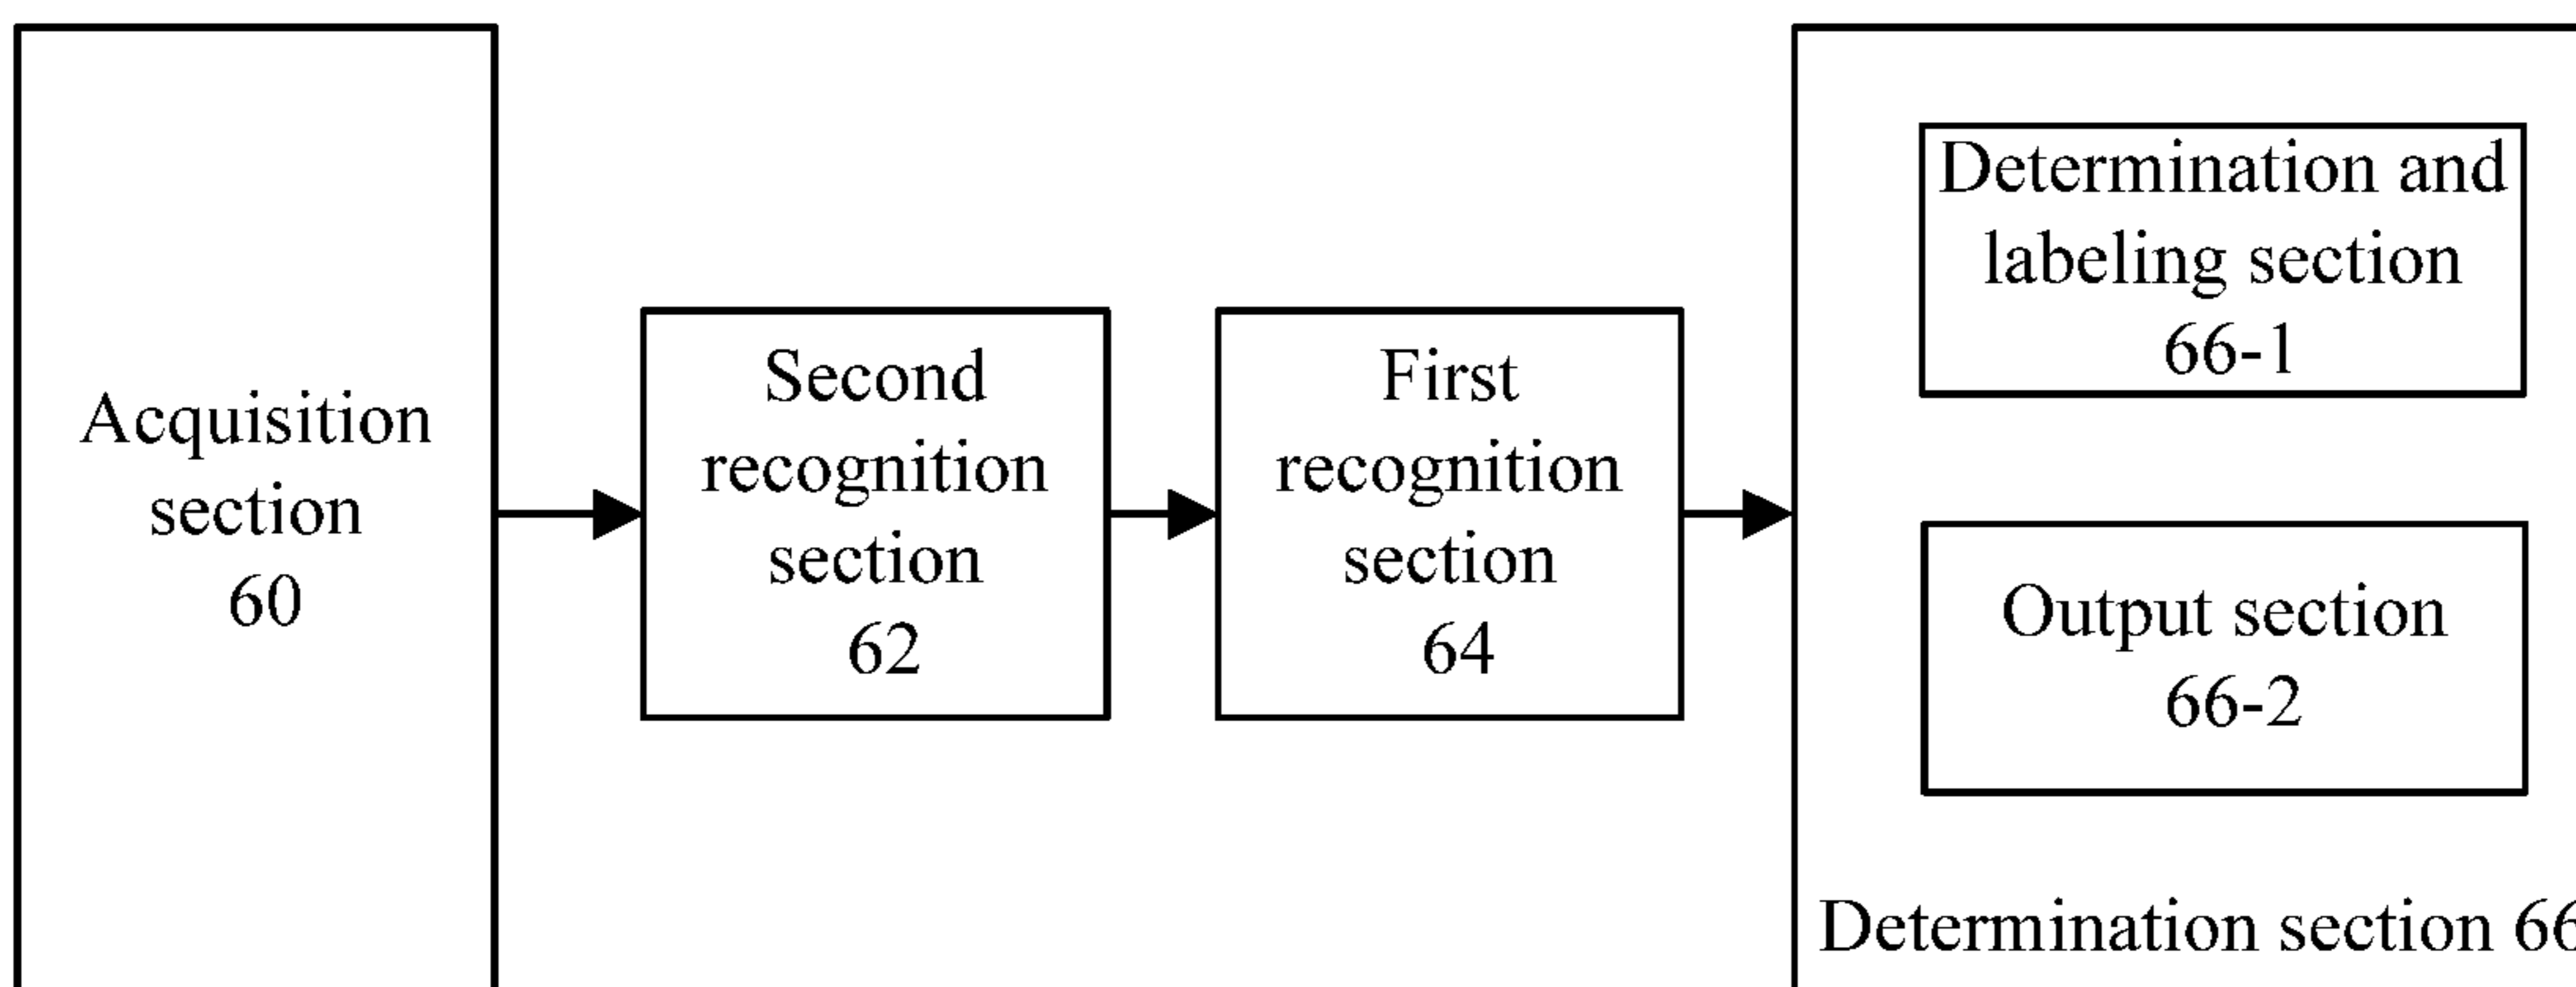 Acquisition
section
60
Second
recognition
section
62
First
recognition
section
64
Determination and
labeling section
66-1
Output section
66-2
Determination section 66